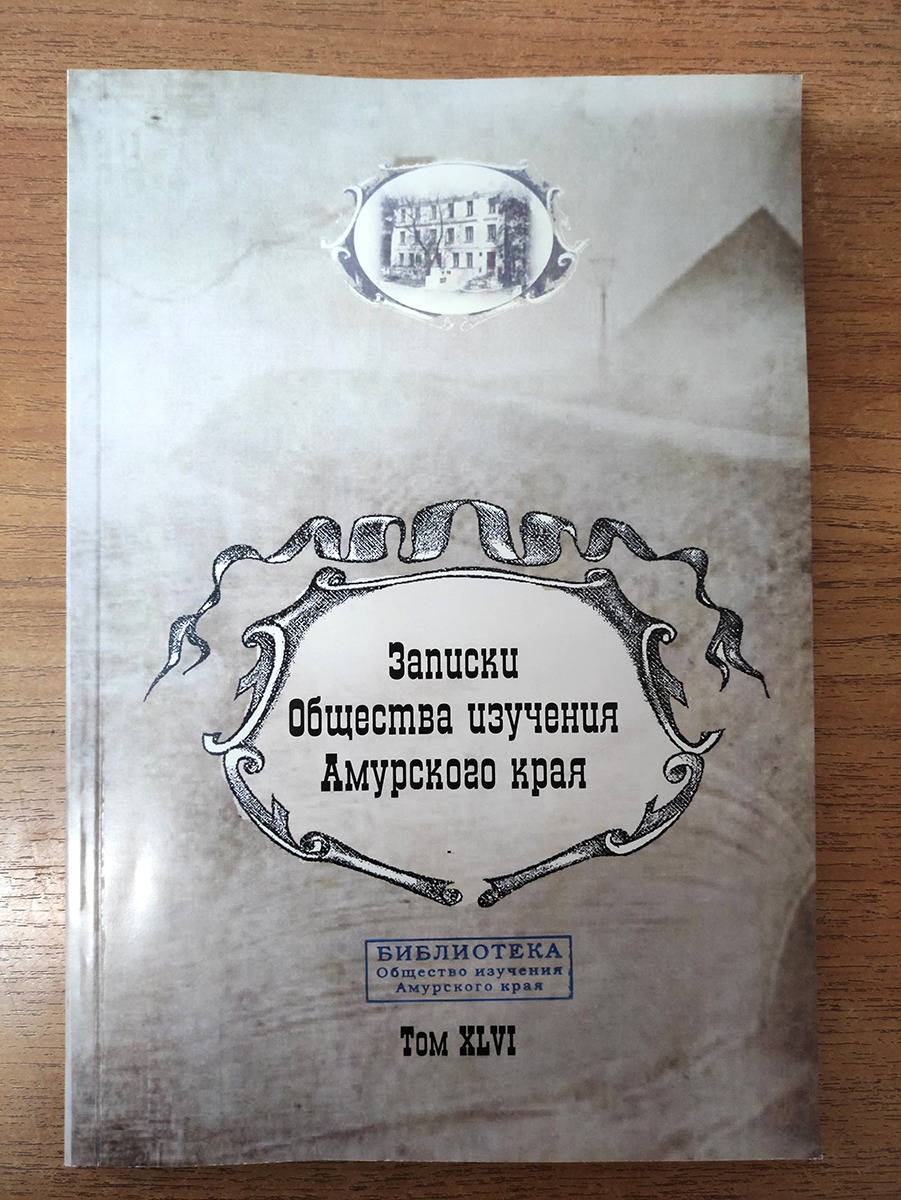 Записки
Общества изучения
Амурского края
БИБЛИОТЕКА
Общество изучения
Амурского края
Том XLVI